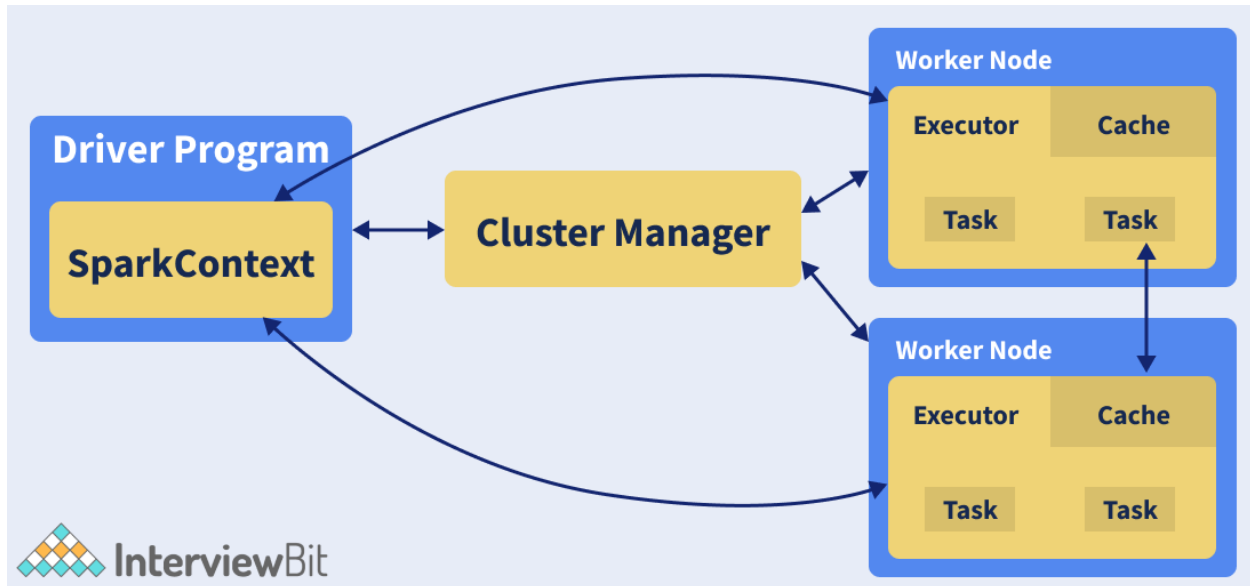 Driver Program
SparkContext
Cluster Manager
Worker Node
Executor Cache
Task Task
Worker Node
Executor Cache
Task Task
InterviewBit